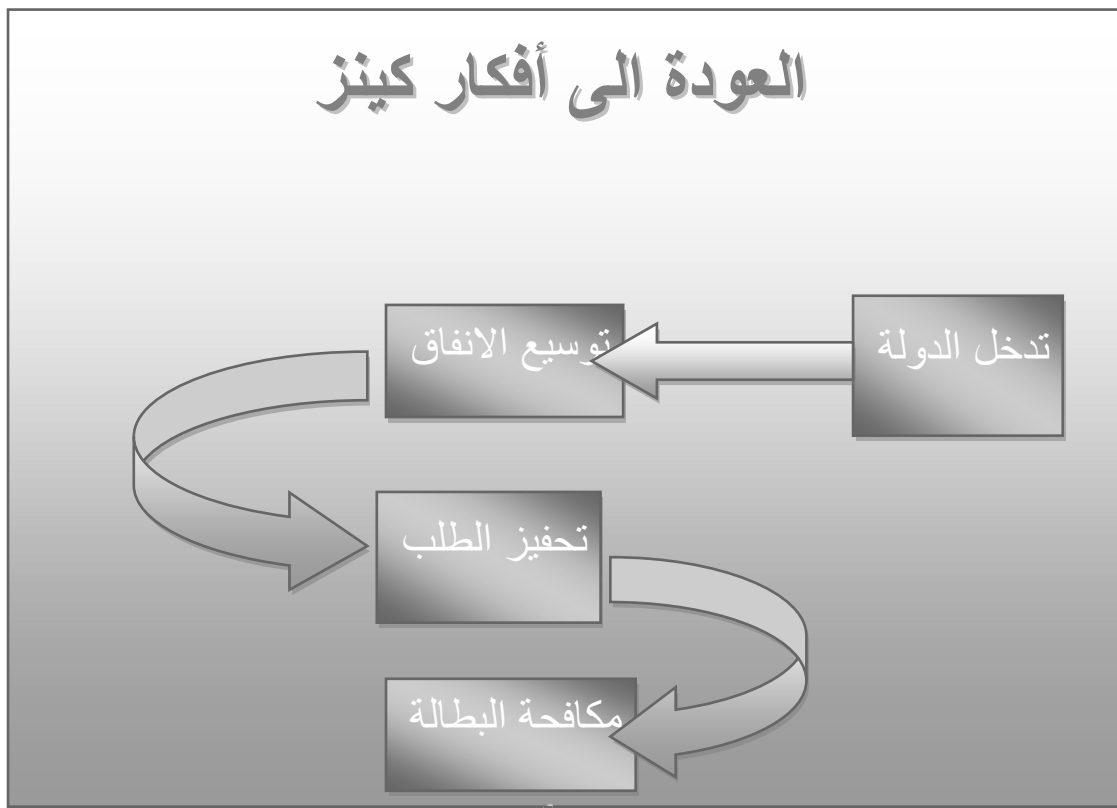 العودة الى أفكار كينز
تدخل الدولة
توسيع الانفاق
تحفيز الطلب
مكافحة البطالة